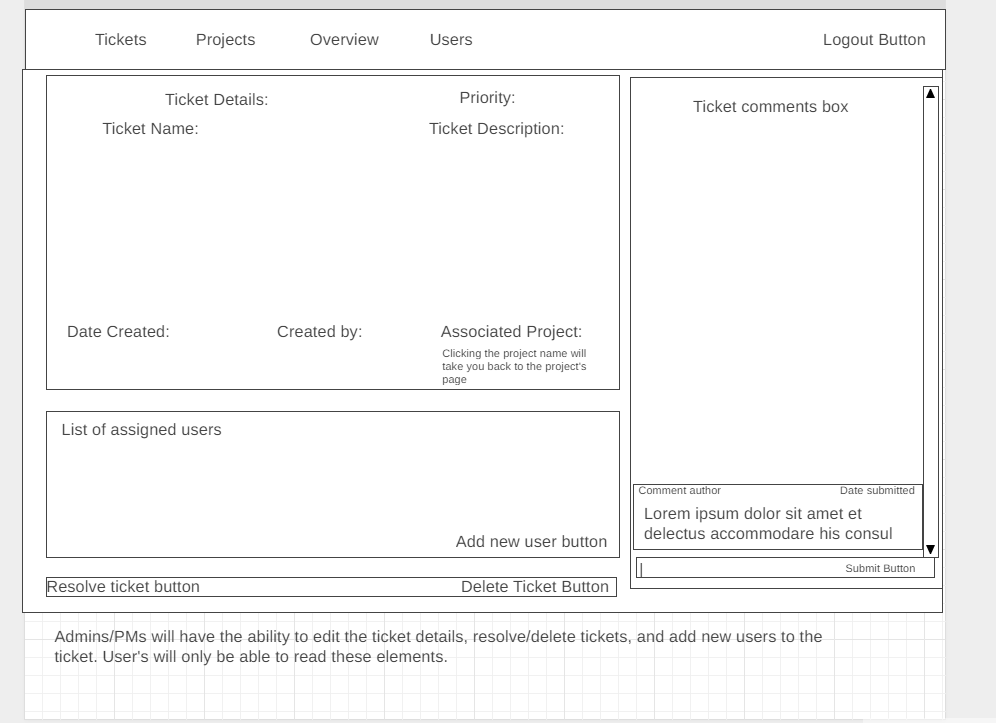 Tickets Projects Overview Users Logout Button
Ticket Details: Priority:
Ticket Name: Ticket Description:
Date Created: Created by: Associated Project:
Clicking the project name will
take you back to the project's
page
List of assigned users
Add new user button
Resolve ticket button Delete Ticket Button
Ticket comments box
Comment author Date submitted
Lorem ipsum dolor sit amet et
delectus accommodare his consul
Submit Button
Admins/PMs will have the ability to edit the ticket details, resolve/delete tickets, and add new users to the
ticket. User's will only be able to read these elements.